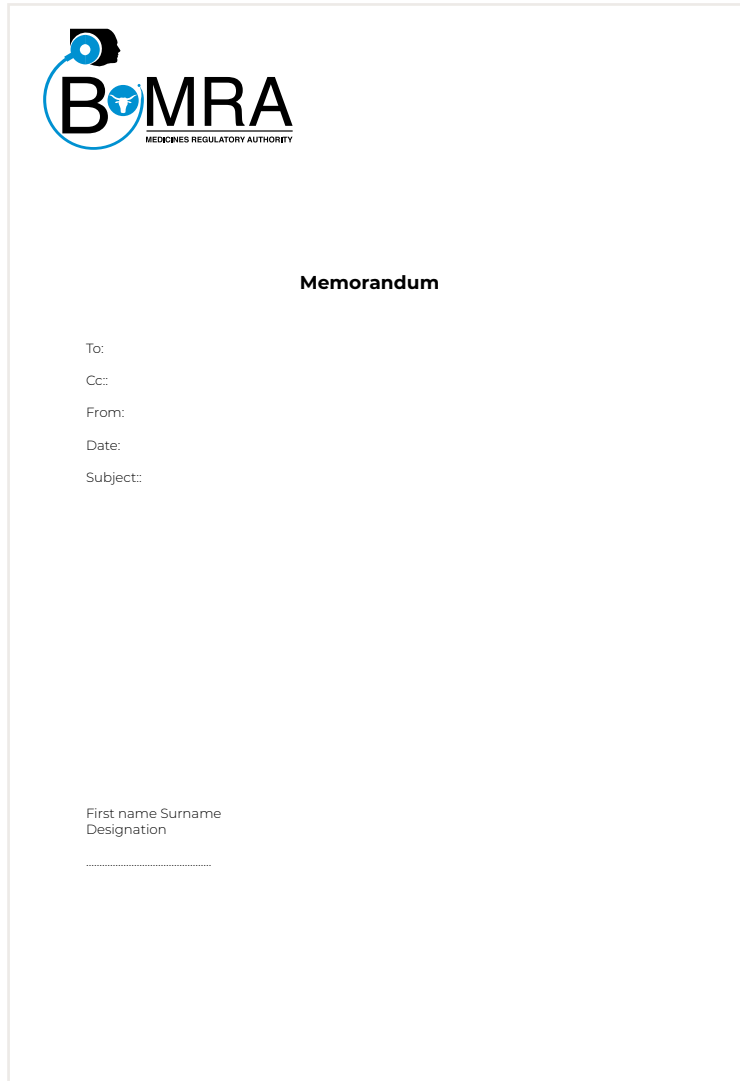 BoMRA
MEDICINES REGULATORY AUTHORITY
Memorandum
To:
Cc::
From:
Date:
Subject::
First name Surname
Designation
...............................................